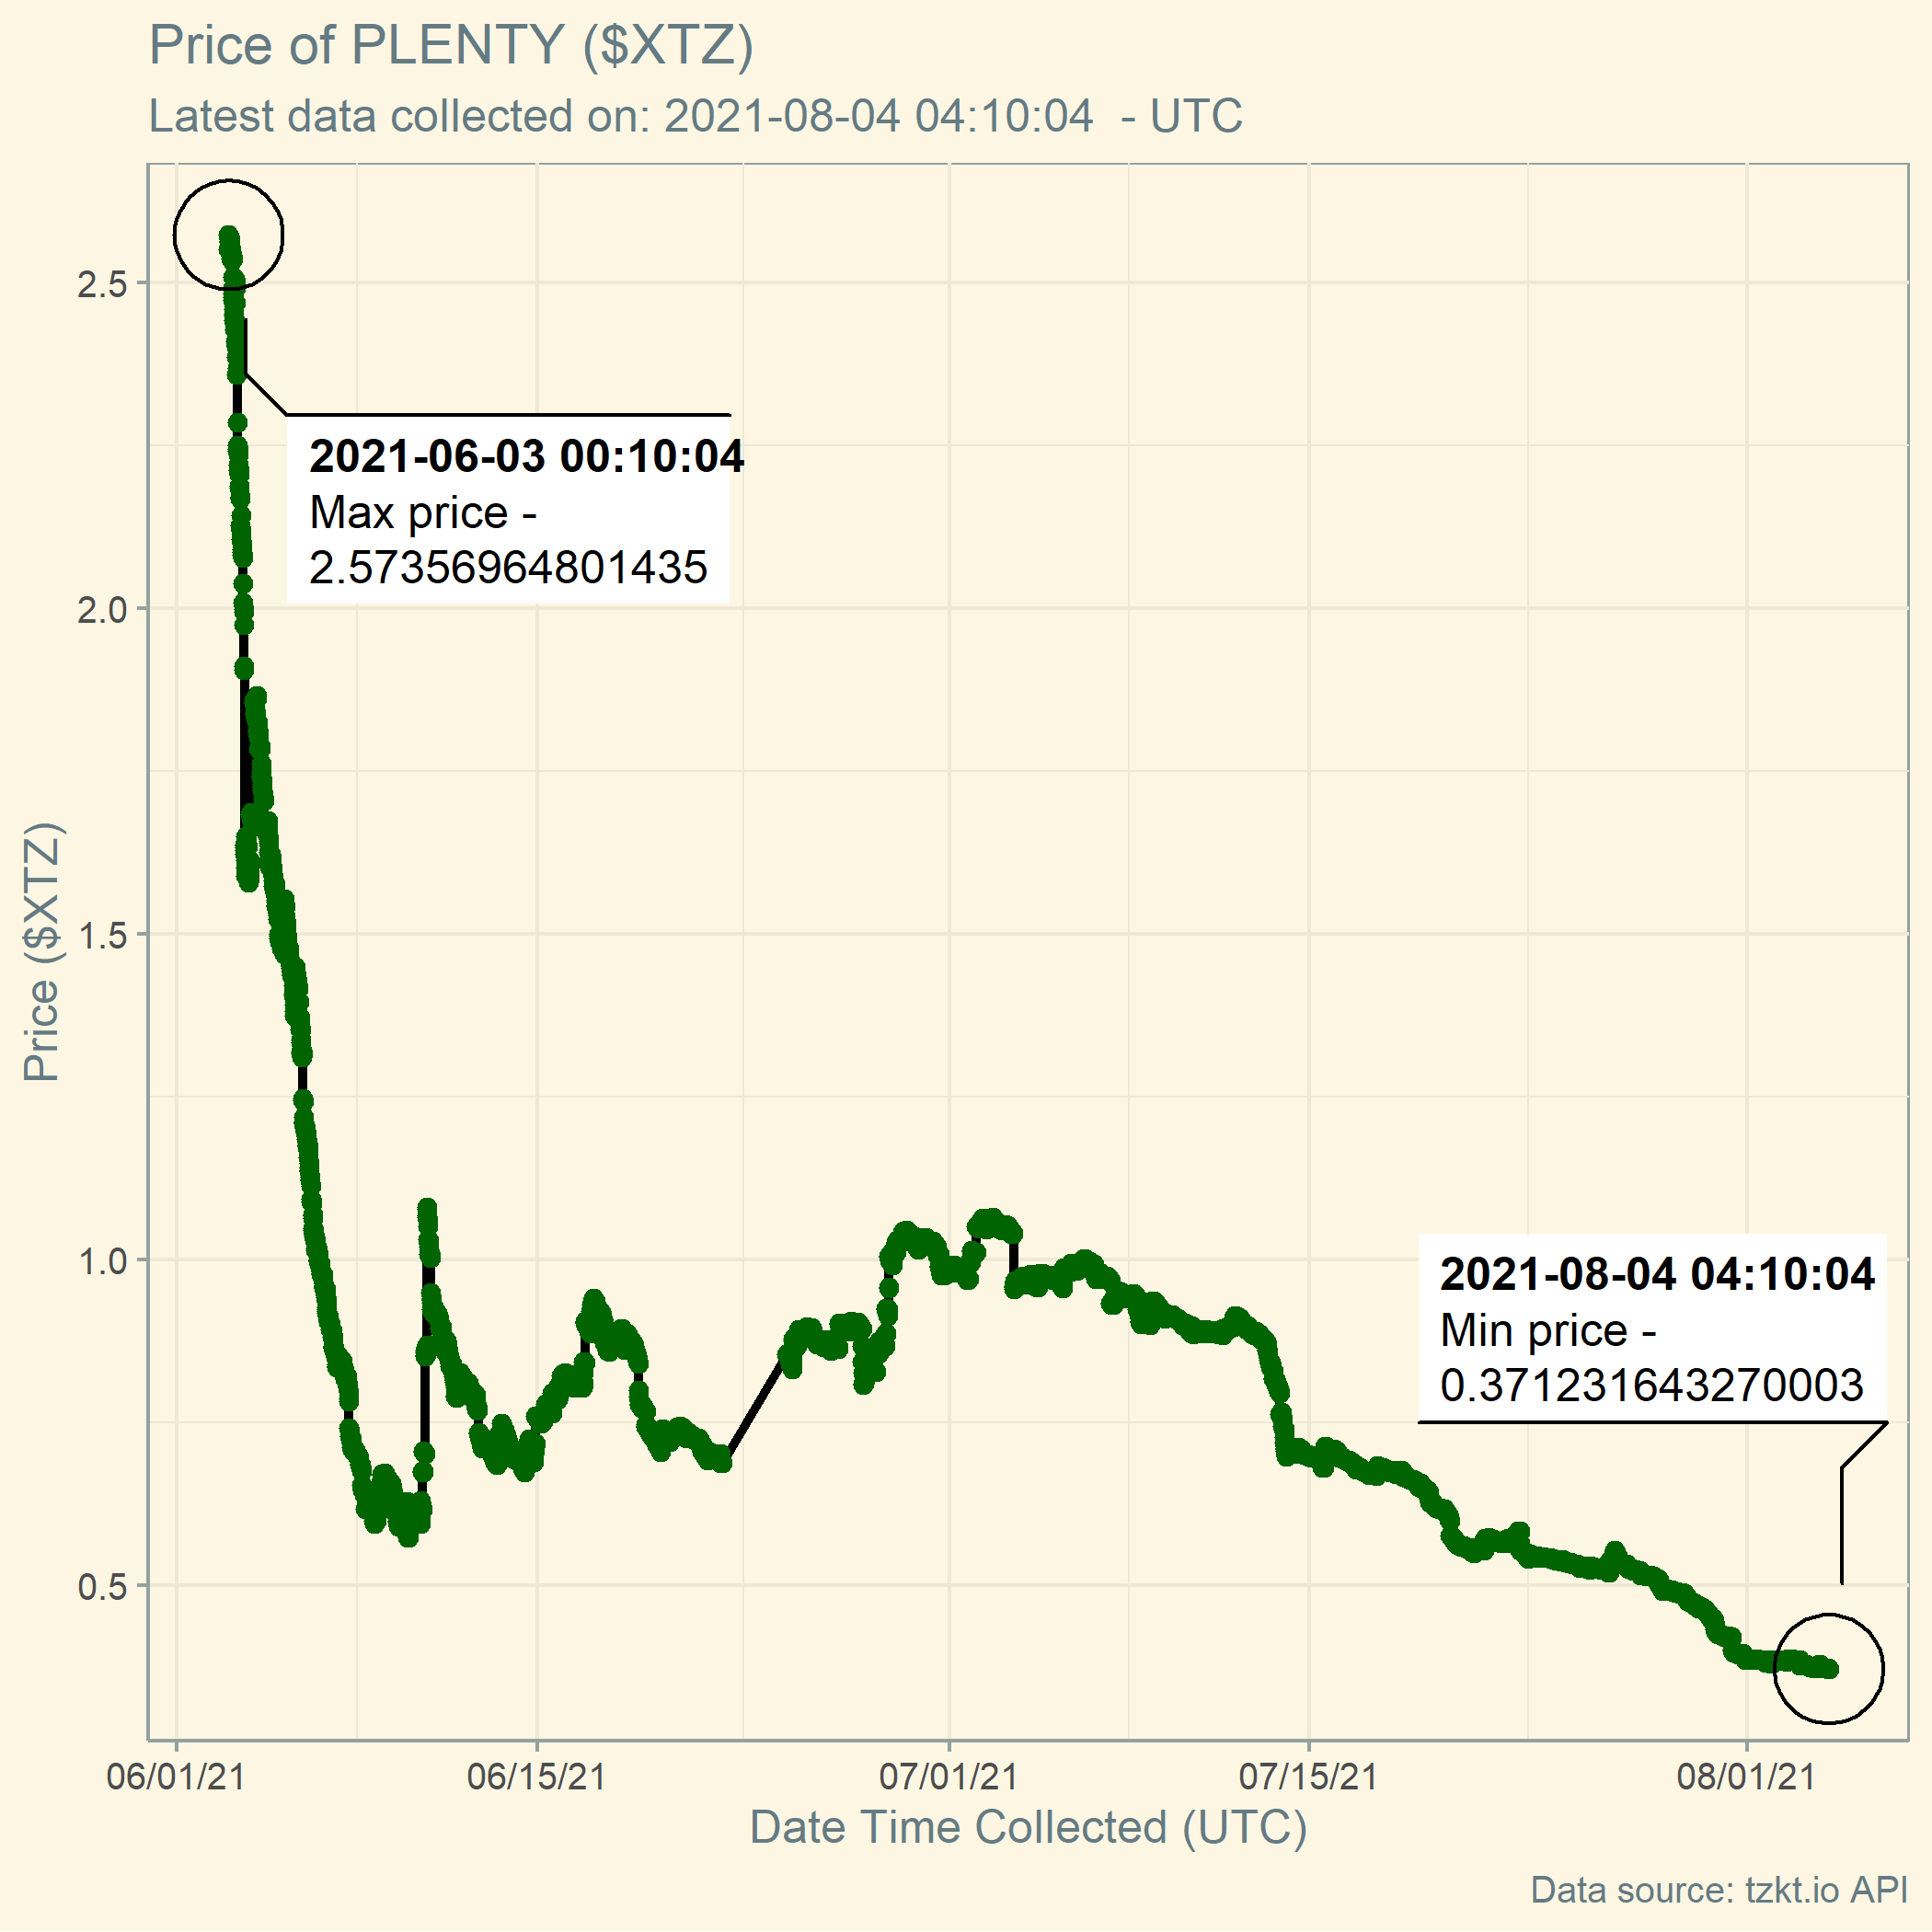 Price of PLENTY ($XTZ)
Latest data collected on: 2021-08-04 04:10:04  - UTC
2.5
2.0
1.5
1.0
0.5
Price ($XTZ)
2021-06-03 00:10:04
Max price -
2.57356964801435
2021-08-04 04:10:04
Min price -
0.371231643270003
06/01/21
06/15/21
07/01/21
07/15/21
08/01/21
Date Time Collected (UTC)
Data source: tzkt.io API